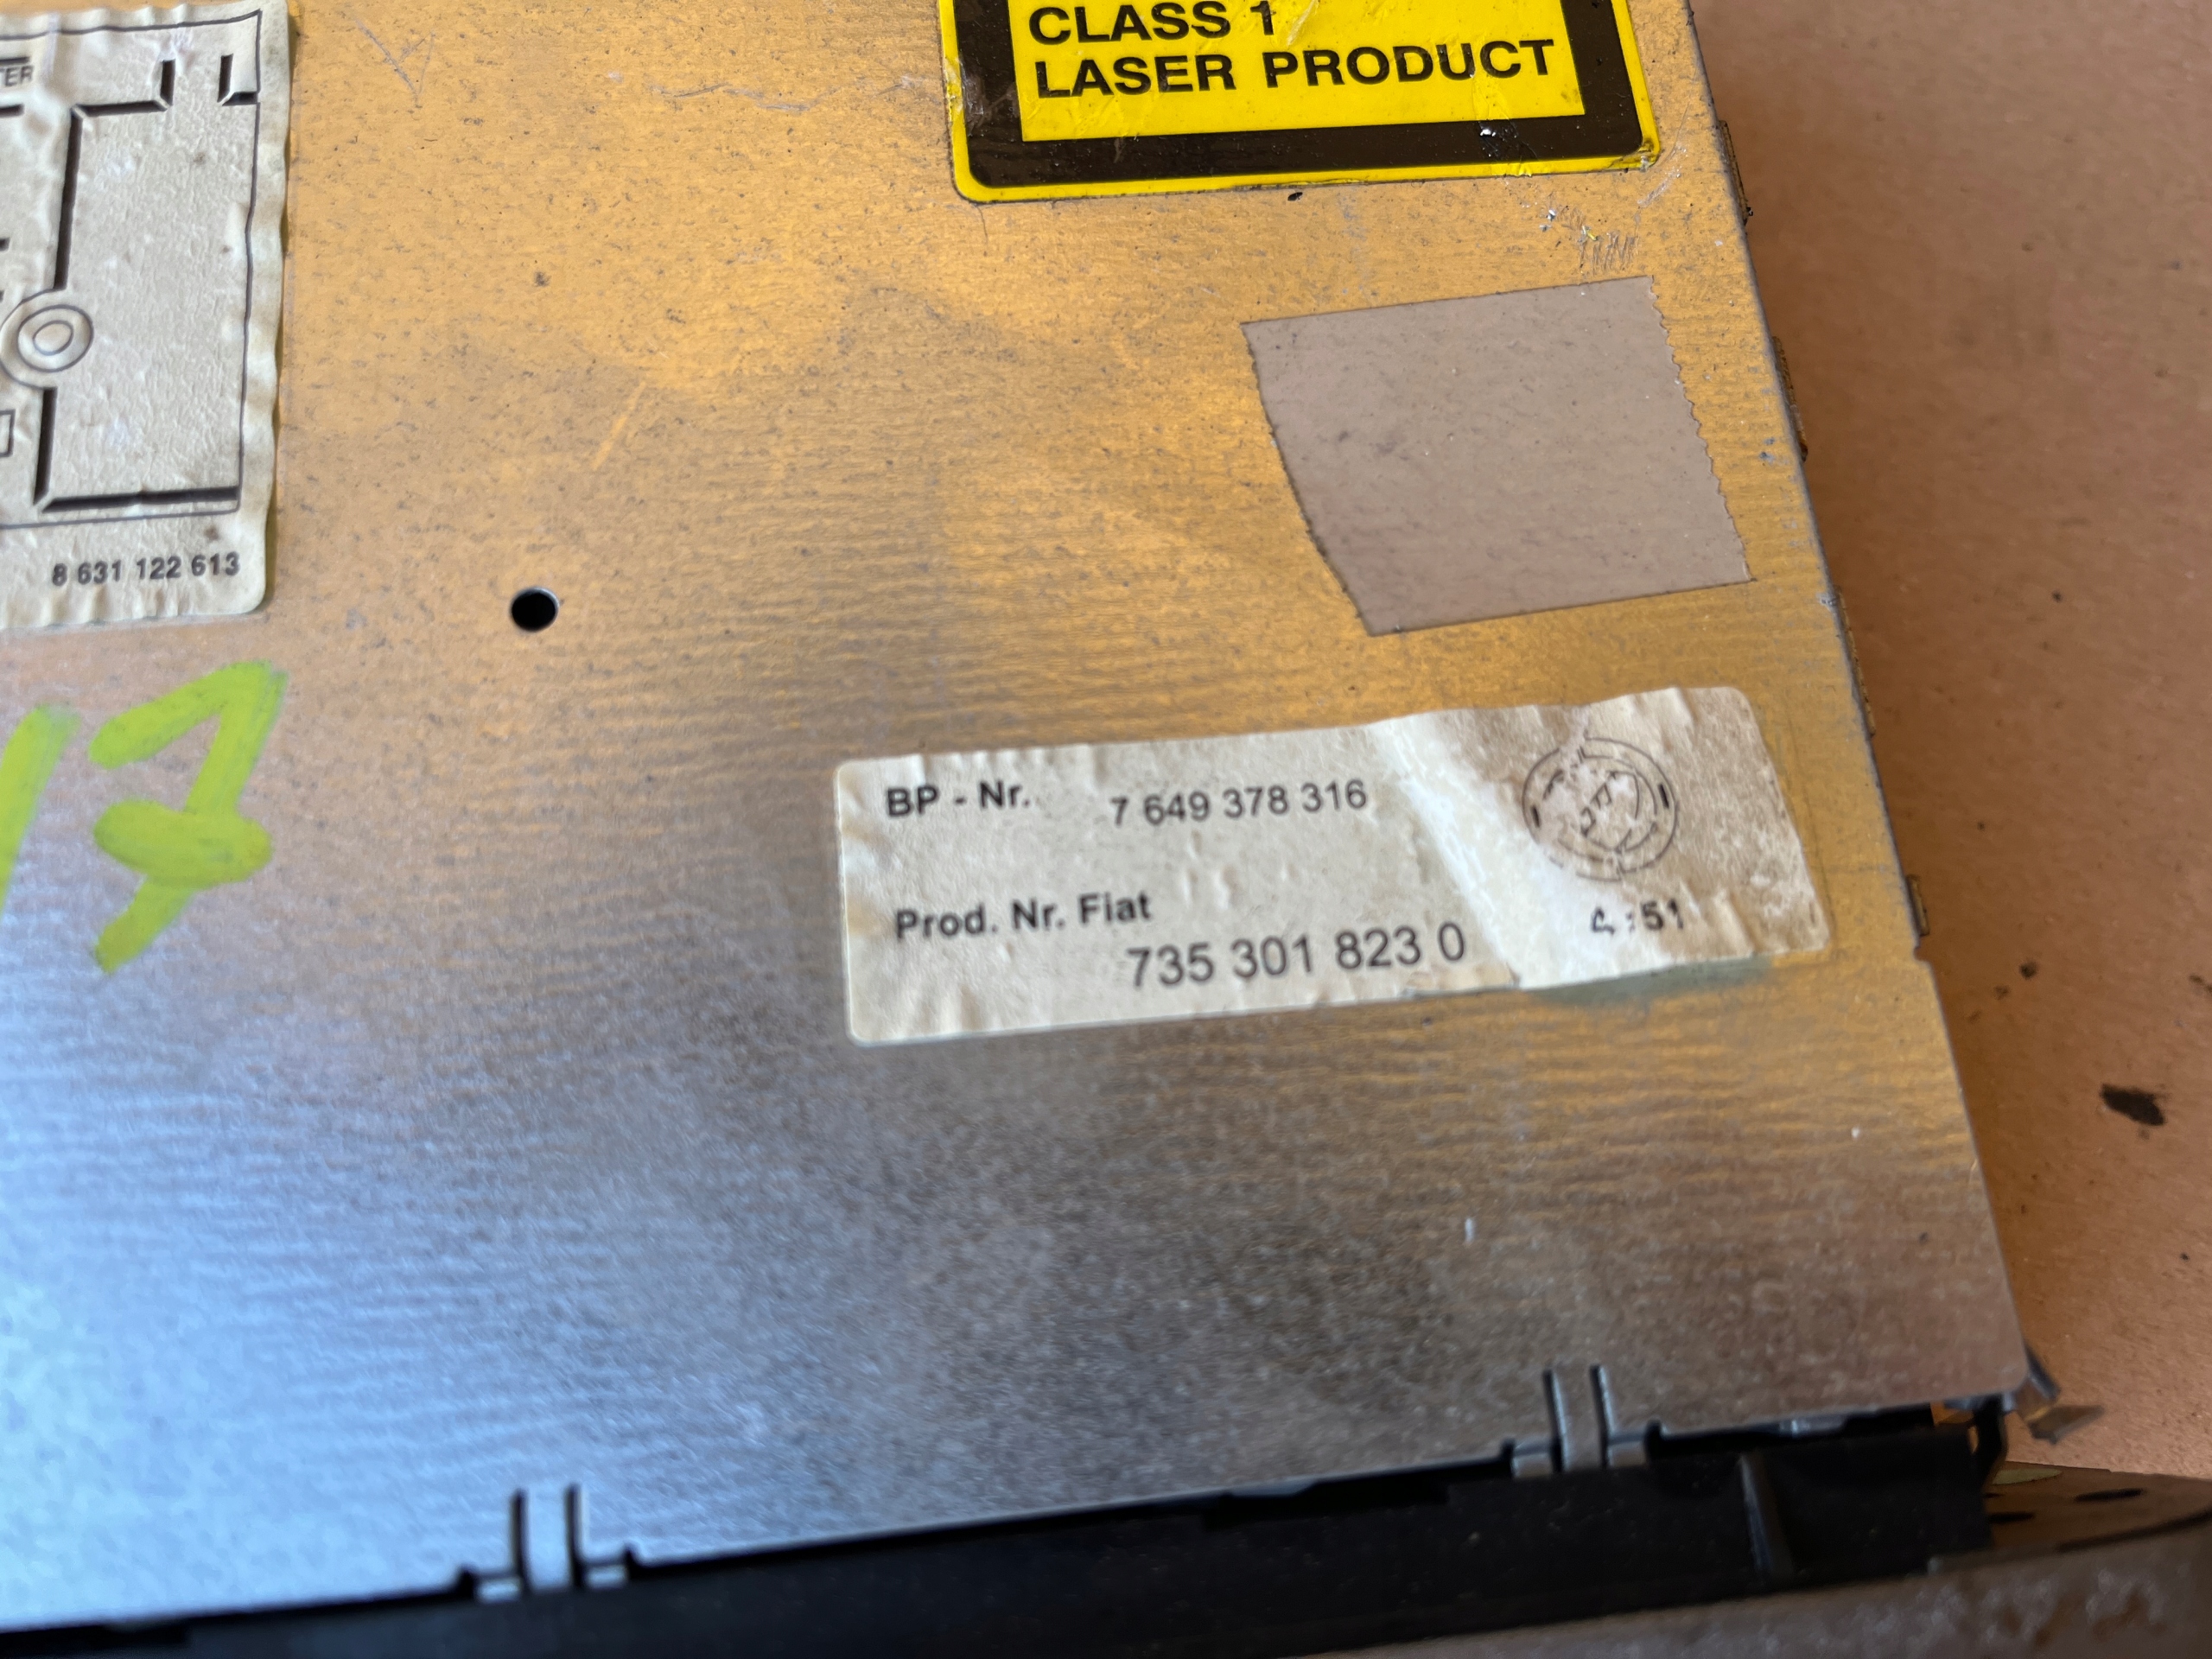 CLASS 1
LASER PRODUCT
8 631 122 613
17
BP - Nr. 7 649 378 316
Prod. Nr. Fiat
735 301 823 0